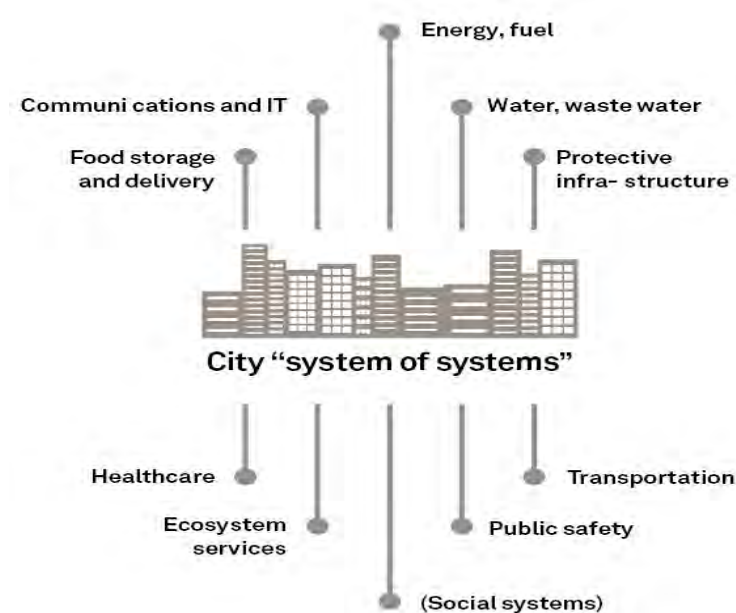 Energy, fuel
Communi cations and IT
Water, waste water
Food storage
and delivery
Protective
infra- structure
City “system of systems”
Healthcare
Transportation
Ecosystem
services
Public safety
(Social systems)